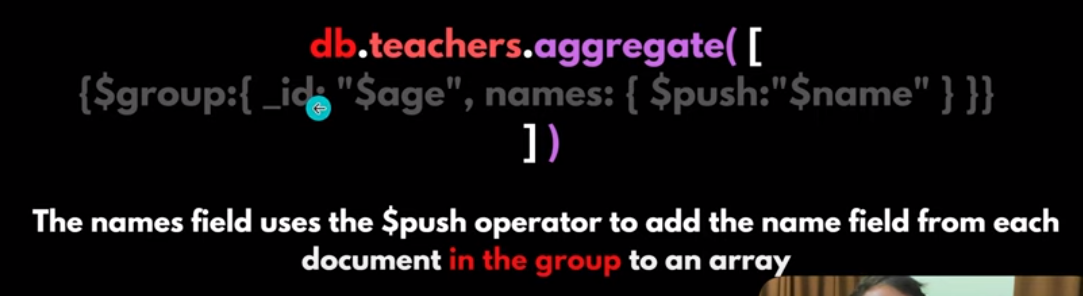 db.teachers.aggregate( [
{$group:{ _id: "$age", names: { $push:"$name" } }}
] )
The names field uses the $push operator to add the name field from each
document in the group to an array